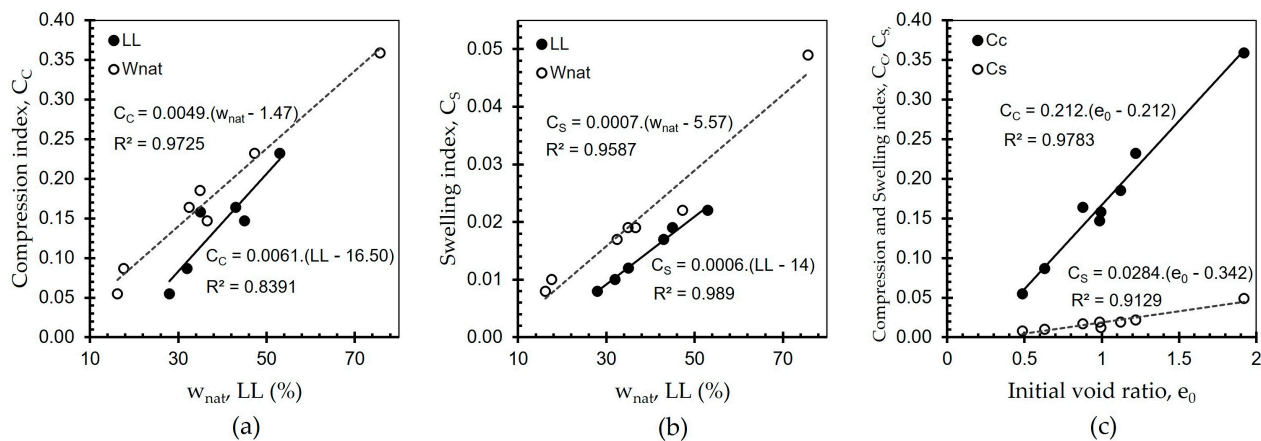 0.40
0.35
0.30
0.25
0.20
0.15
0.10
0.05
0.00
10
30
50
70
Compression index, C_C
w_nat, LL (%)
LL
Wnat
C_C = 0.0049.(w_nat - 1.47)
R² = 0.9725
C_C = 0.0061.(LL – 16.50)
R² = 0.8391
(a)
0.05
0.04
0.03
0.02
0.01
0.00
10
30
50
70
Swelling index, C_S
w_nat, LL (%)
LL
Wnat
C_S = 0.0007.(w_nat - 5.57)
R² = 0.9587
C_S = 0.0006.(LL – 14)
R² = 0.989
(b)
0.40
0.35
0.30
0.25
0.20
0.15
0.10
0.05
0.00
0
0.5
1
1.5
2
Compression and Swelling index, C_C, C_S,
Initial void ratio, e_0
Cc
Cs
C_C = 0.212.(e_0 – 0.212)
R² = 0.9783
C_S = 0.0284.(e_0 - 0.342)
R² = 0.9129
(c)